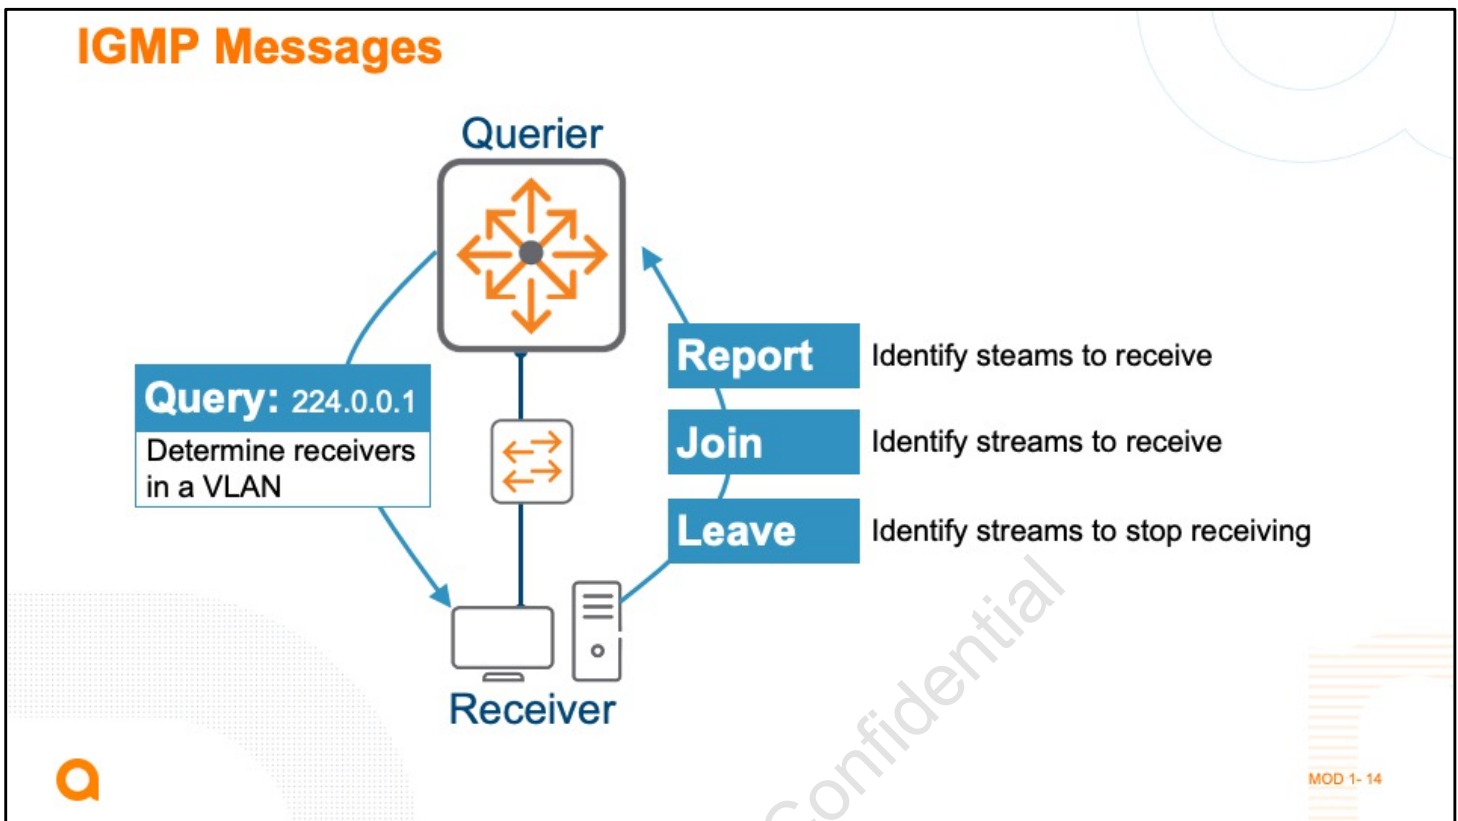 IGMP Messages
Querier
Query: 224.0.0.1
Determine receivers
in a VLAN
Report
Identify steams to receive
Join
Identify streams to receive
Leave
Identify streams to stop receiving
Receiver
Confidential
MOD 1- 14